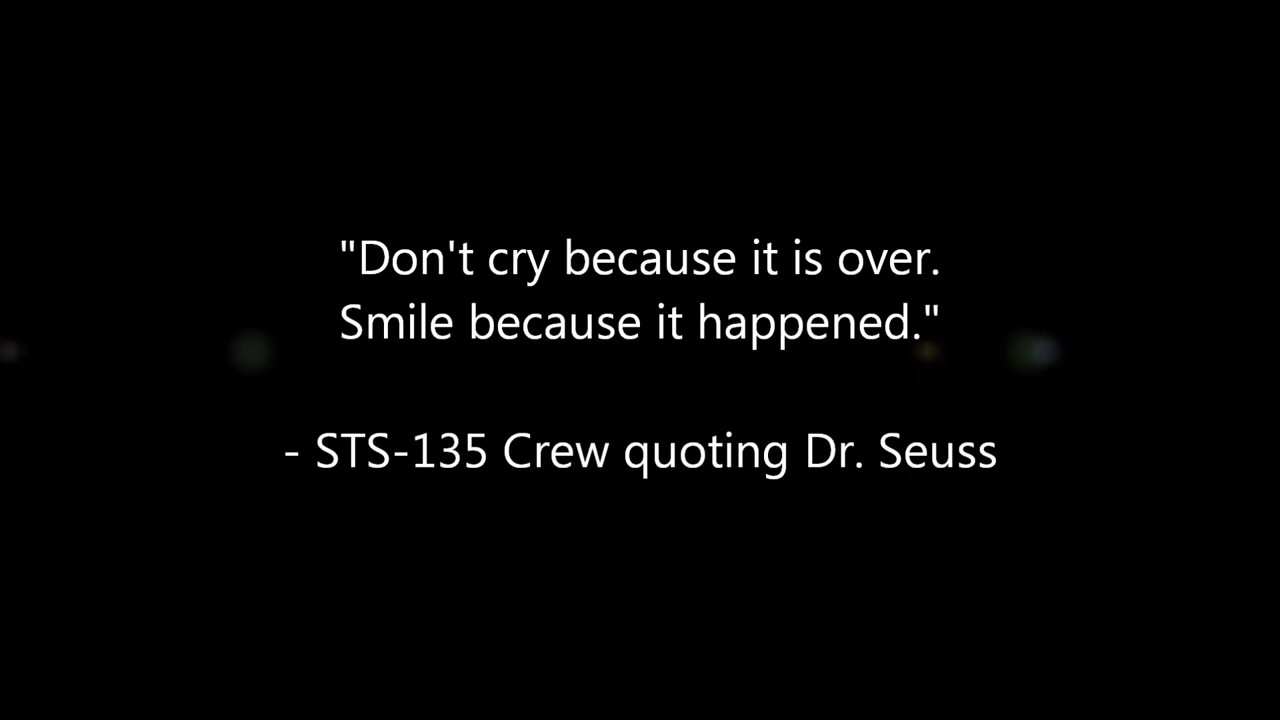 "Don't cry because it is over.
Smile because it happened."
- STS-135 Crew quoting Dr. Seuss